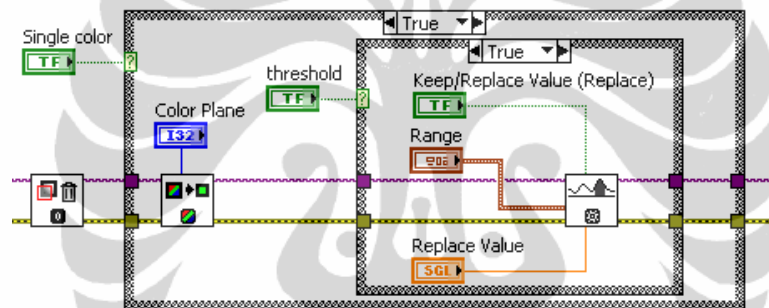 True
Single color
TF
?
True
threshold
TF
?
Keep/Replace Value (Replace)
TF
Color Plane
I32
Range
Replace Value
SGL